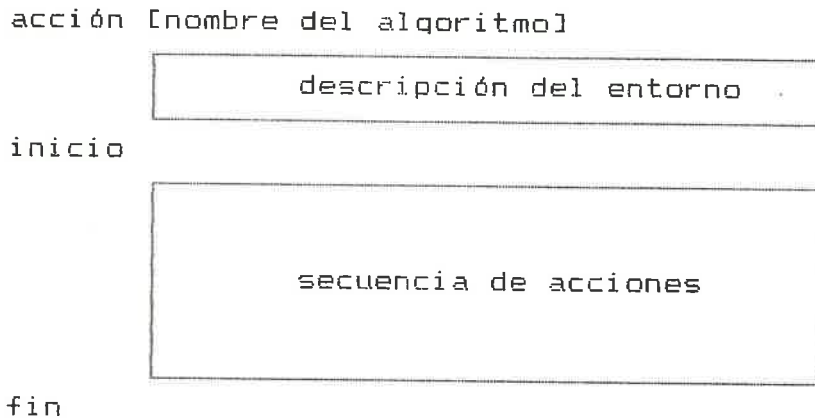 acción [nombre del algoritmo]
descripción del entorno
inicio
secuencia de acciones
fin